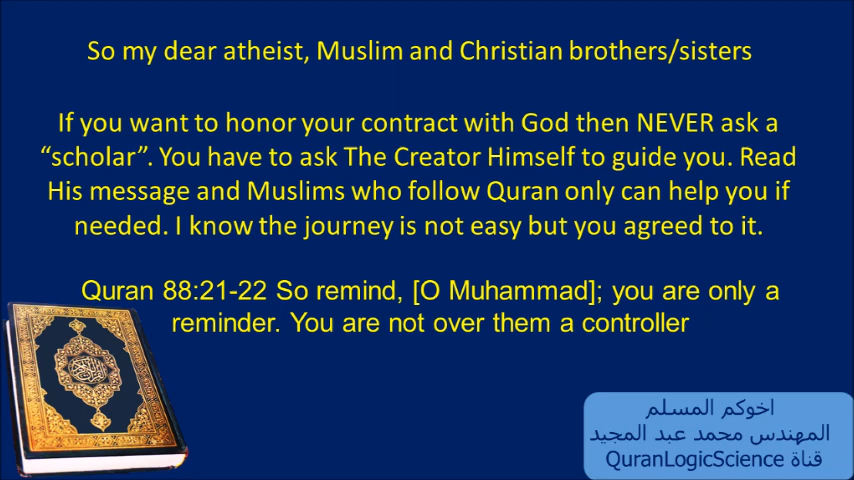 So my dear atheist, Muslim and Christian brothers/sisters
If you want to honor your contract with God then NEVER ask a
“scholar”. You have to ask The Creator Himself to guide you. Read
His message and Muslims who follow Quran only can help you if
needed. I know the journey is not easy but you agreed to it.
Quran 88:21-22 So remind, [O Muhammad]; you are only a
reminder. You are not over them a controller
اخوكم المسلم
المهندس محمد عبد المجيد
قناة QuranLogicScience